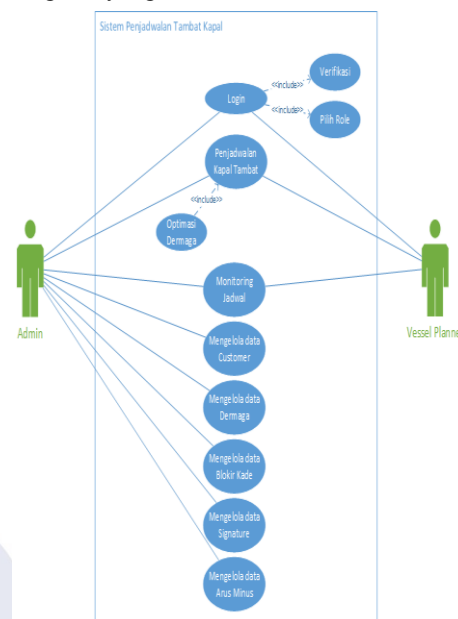 Sistem Penjadwalan Tambat Kapal
Verifikasi
<<include>>
Login
<<include>>
Pilih Role
Penjadwalan
Kapal Tambat
<<include>>
Optimasi
Dermaga
Monitoring
Jadwal
Admin
Vessel Planne
Mengelola data
Customer
Mengelola data
Dermaga
Mengelola data
Blokir Kade
Mengelola data
Signature
Mengelola data
Arus Minus